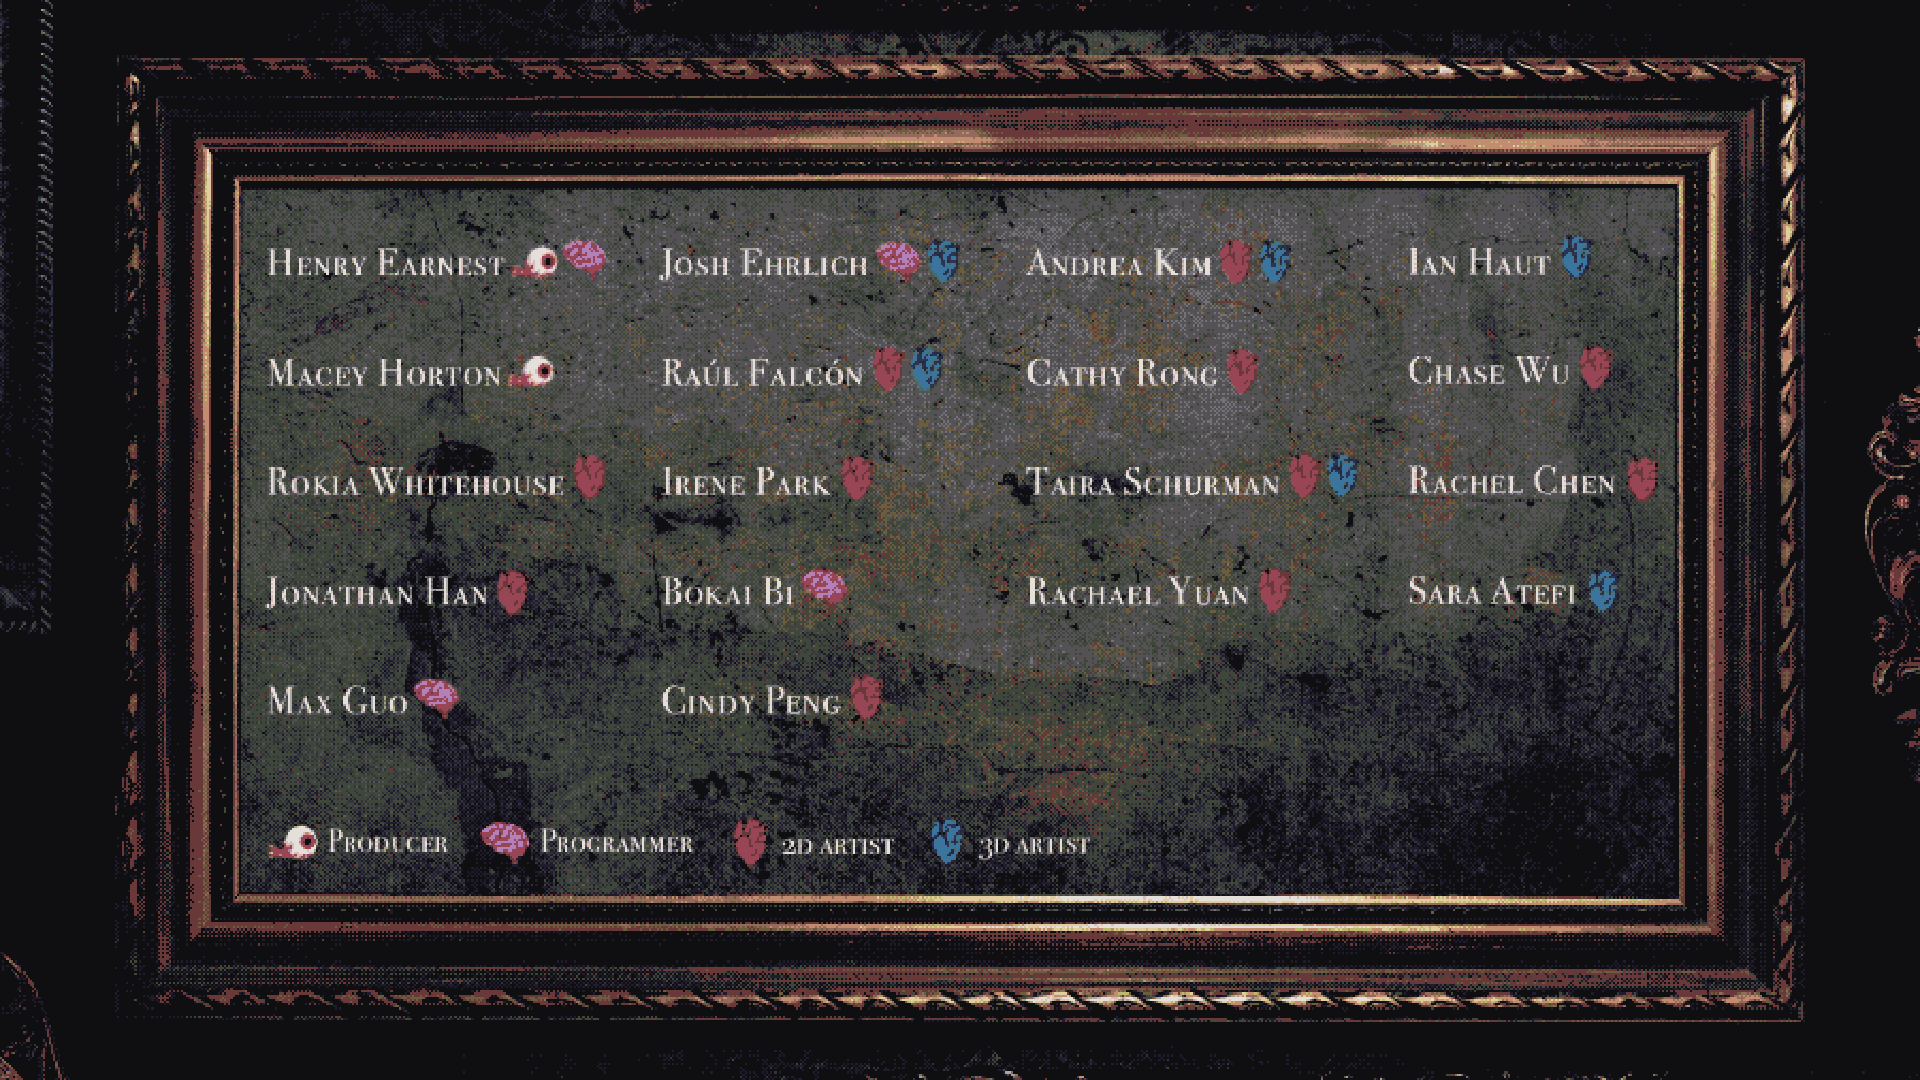 Henry Earnest Josh Ehrlich Andrea Kim Ian Haut
Macey Horton Raúl Falcón Cathy Rong Chase Wu
Rokia Whitehouse Irene Park Taira Schurman Rachel Chen
Jonathan Han Bokai Bi Rachael Yuan Sara Atefi
Max Guo Cindy Peng
Producer Programmer 2D artist 3D artist